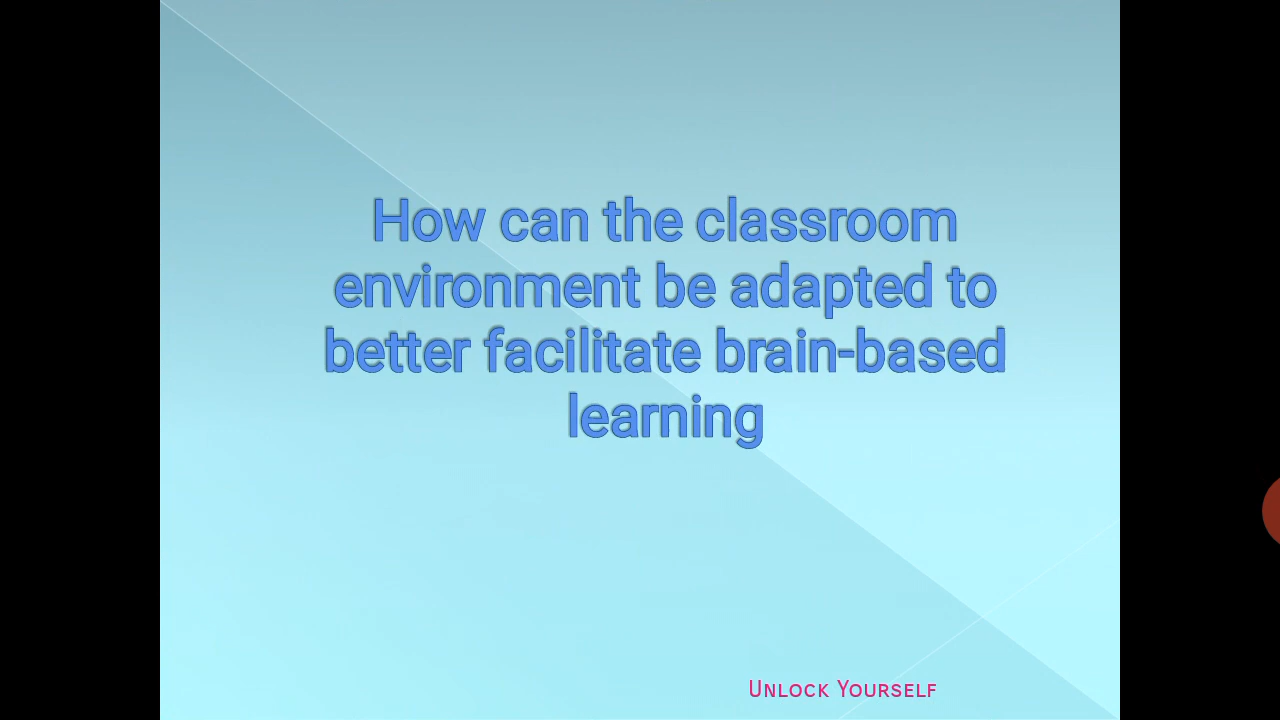 How can the classroom
environment be adapted to
better facilitate brain-based
learning
Unlock Yourself